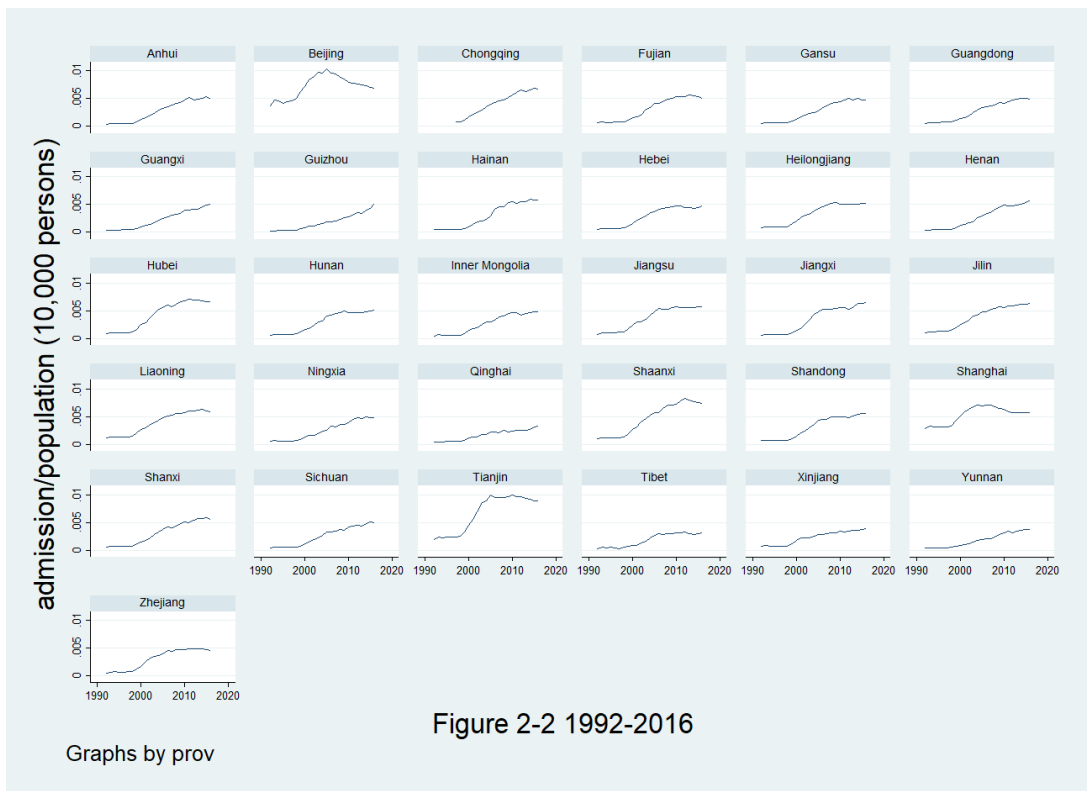 admission/population (10,000 persons)
Anhui Beijing Chongqing Fujian Gansu Guangdong
.01
.005
0
Guangxi Guizhou Hainan Hebei Heilongjiang Henan
.01
.005
0
Hubei Hunan Inner Mongolia Jiangsu Jiangxi Jilin
.01
.005
0
Liaoning Ningxia Qinghai Shaanxi Shandong Shanghai
.01
.005
0
Shanxi Sichuan Tianjin Tibet Xinjiang Yunnan
.01
.005
0
1990 2000 2010 2020 1990 2000 2010 2020 1990 2000 2010 2020 1990 2000 2010 2020 1990 2000 2010 2020
Zhejiang
.01
.005
0
1990 2000 2010 2020
Figure 2-2 1992-2016
Graphs by prov